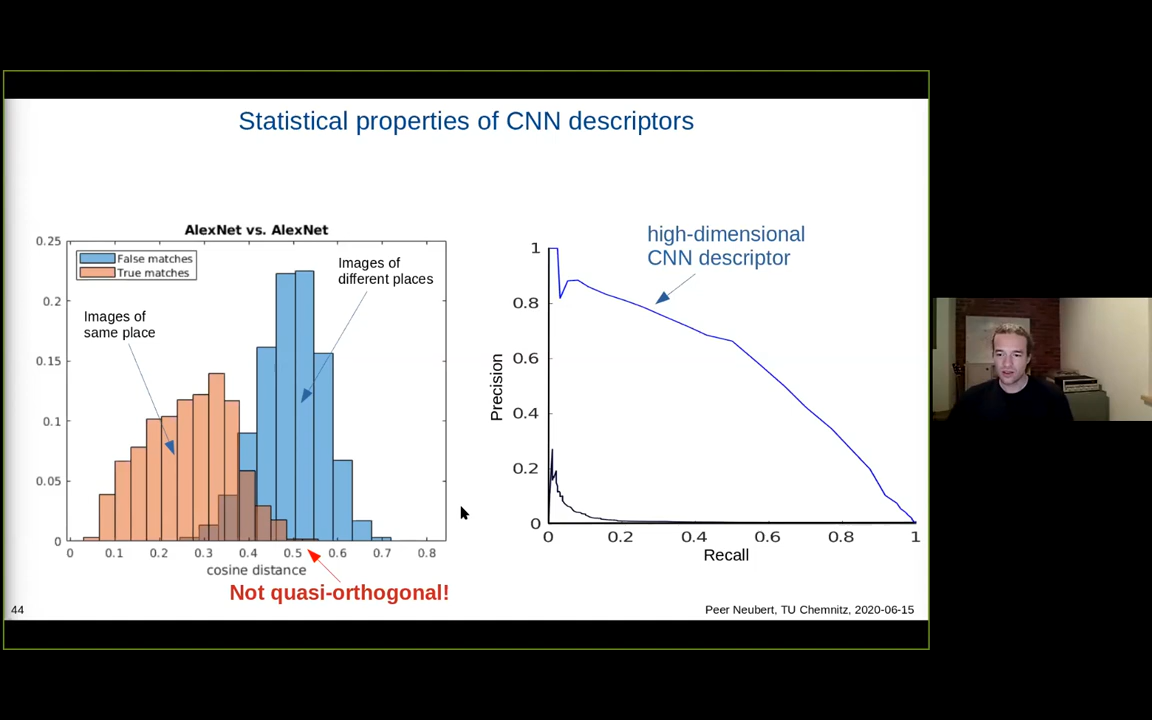 Statistical properties of CNN descriptors
AlexNet vs. AlexNet
False matches
True matches
Images of
same place
Images of
different places
0.25
0.2
0.15
0.1
0.05
0
0 0.1 0.2 0.3 0.4 0.5 0.6 0.7 0.8
cosine distance
Not quasi-orthogonal!
high-dimensional
CNN descriptor
1
0.8
0.6
0.4
0.2
0
Precision
0 0.2 0.4 0.6 0.8 1
Recall
44
Peer Neubert, TU Chemnitz, 2020-06-15